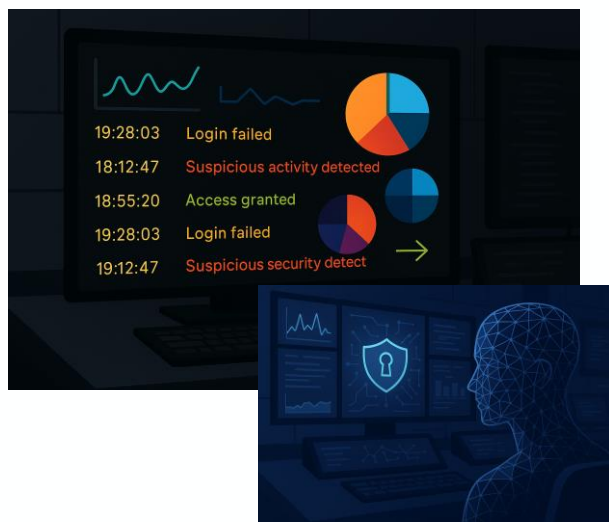 19:28:03 Login failed
18:12:47 Suspicious activity detected
18:55:20 Access granted
19:28:03 Login failed
19:12:47 Suspicious security detect